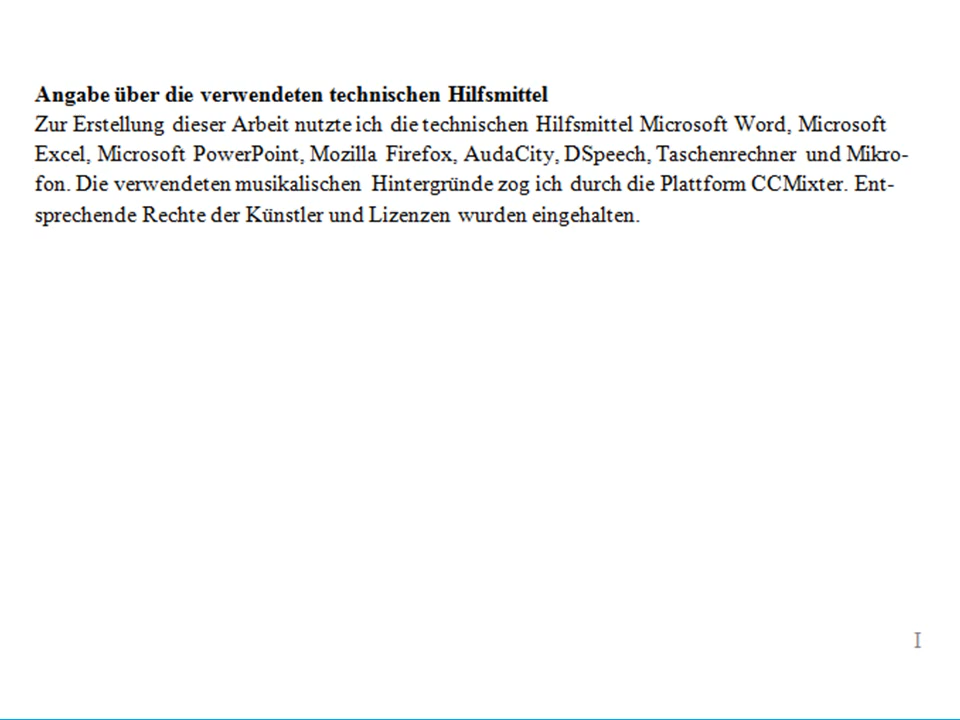 Angabe über die verwendeten technischen Hilfsmittel
Zur Erstellung dieser Arbeit nutzte ich die technischen Hilfsmittel Microsoft Word, Microsoft
Excel, Microsoft PowerPoint, Mozilla Firefox, AudaCity, DSpeech, Taschenrechner und Mikro-
fon. Die verwendeten musikalischen Hintergründe zog ich durch die Plattform CCMixter. Ent-
sprechende Rechte der Künstler und Lizenzen wurden eingehalten.
I